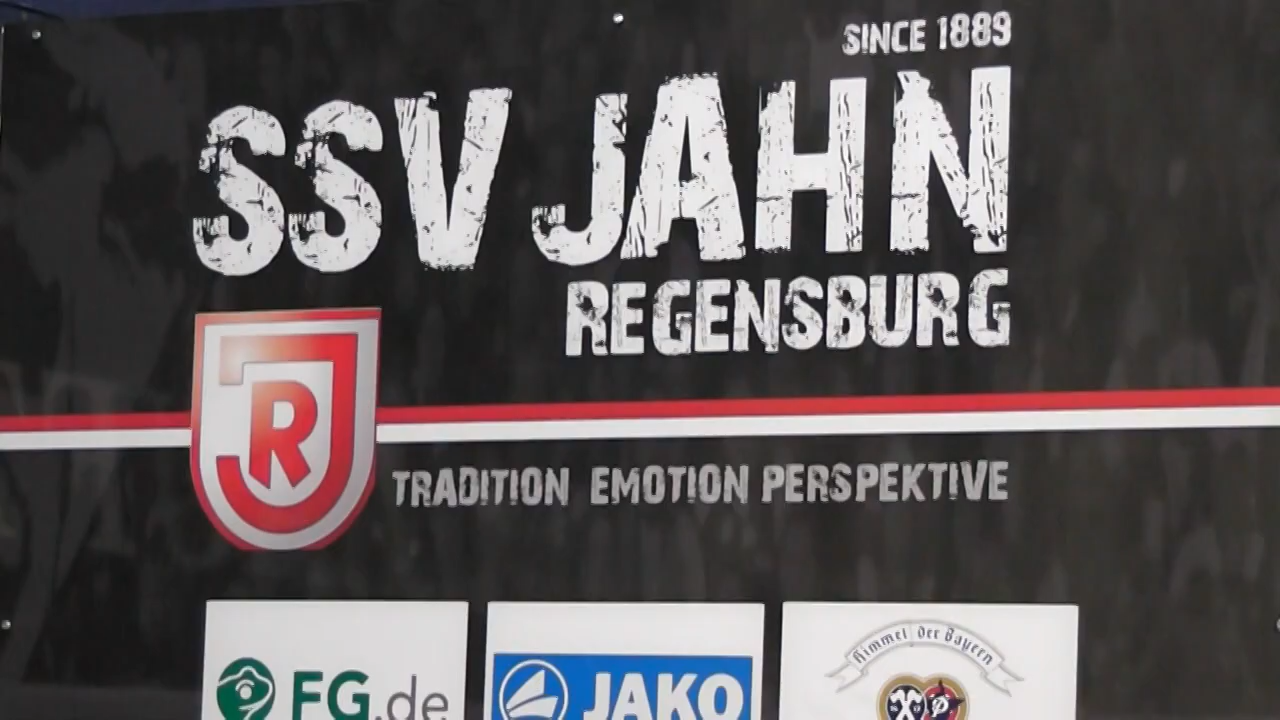 SINCE 1889
SSV JAHN
REGENSBURG
R
TRADITION EMOTION PERSPEKTIVE
FG.de
JAKO
Himmel der Bayern